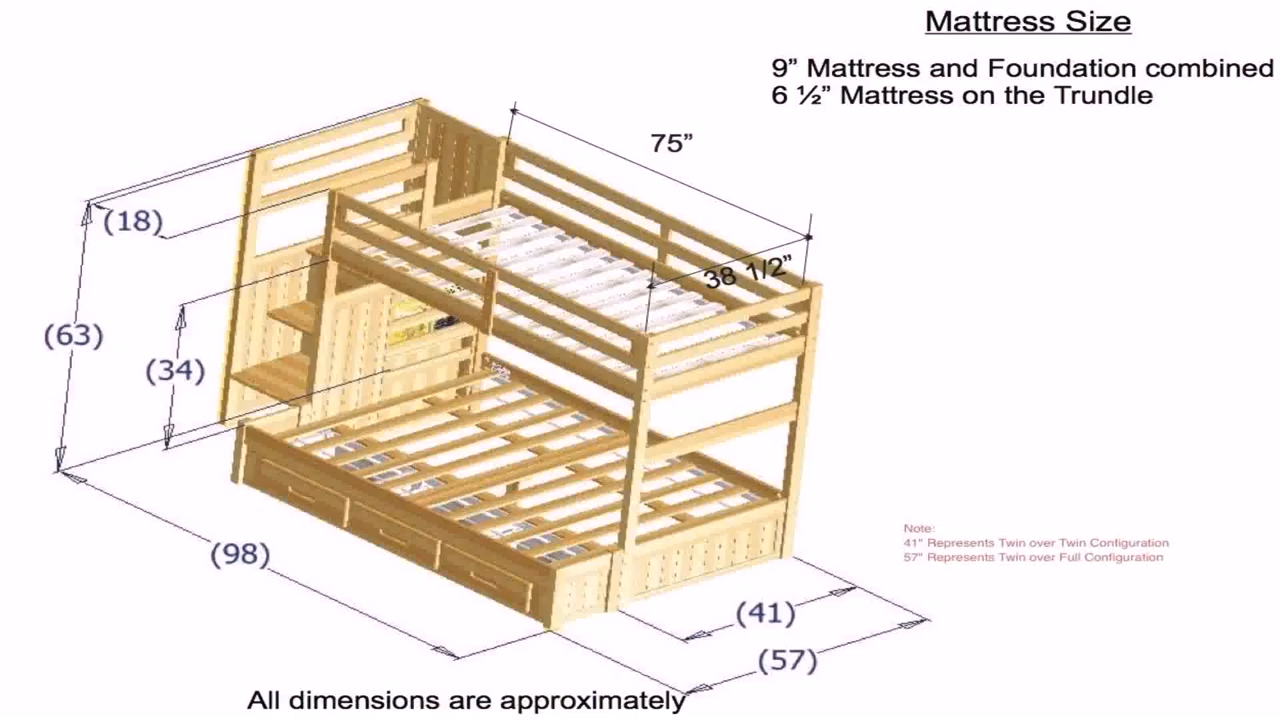 Mattress Size
9” Mattress and Foundation combined
6 ½” Mattress on the Trundle
75”
(18)
38 1/2”
(63)
(34)
Note:
41" Represents Twin over Twin Configuration
57" Represents Twin over Full Configuration
(98)
(41)
(57)
All dimensions are approximately